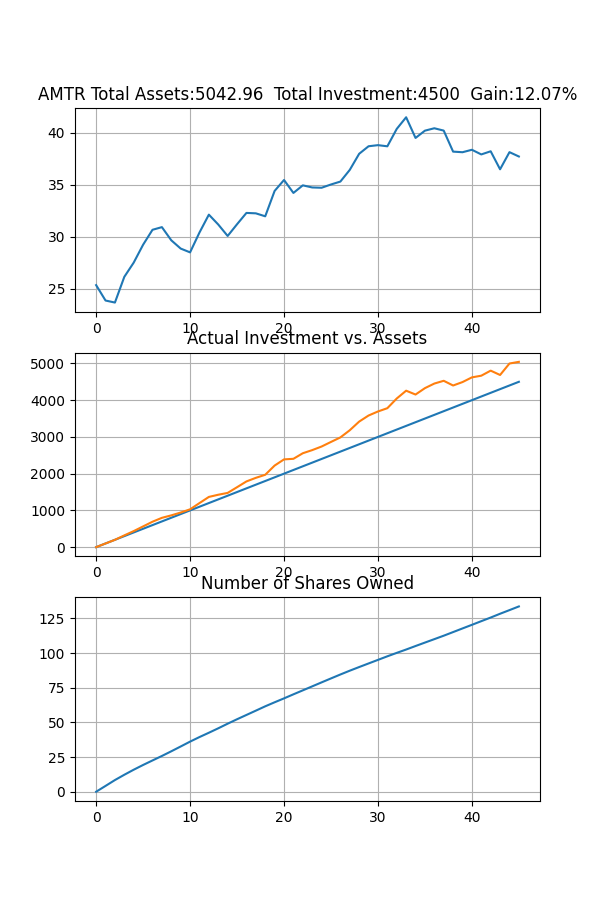 AMTR Total Assets:5042.96  Total Investment:4500  Gain:12.07%
40
35
30
25
0 10 20 30 40
Actual Investment vs. Assets
5000
4000
3000
2000
1000
0
0 10 20 30 40
Number of Shares Owned
125
100
75
50
25
0
0 10 20 30 40